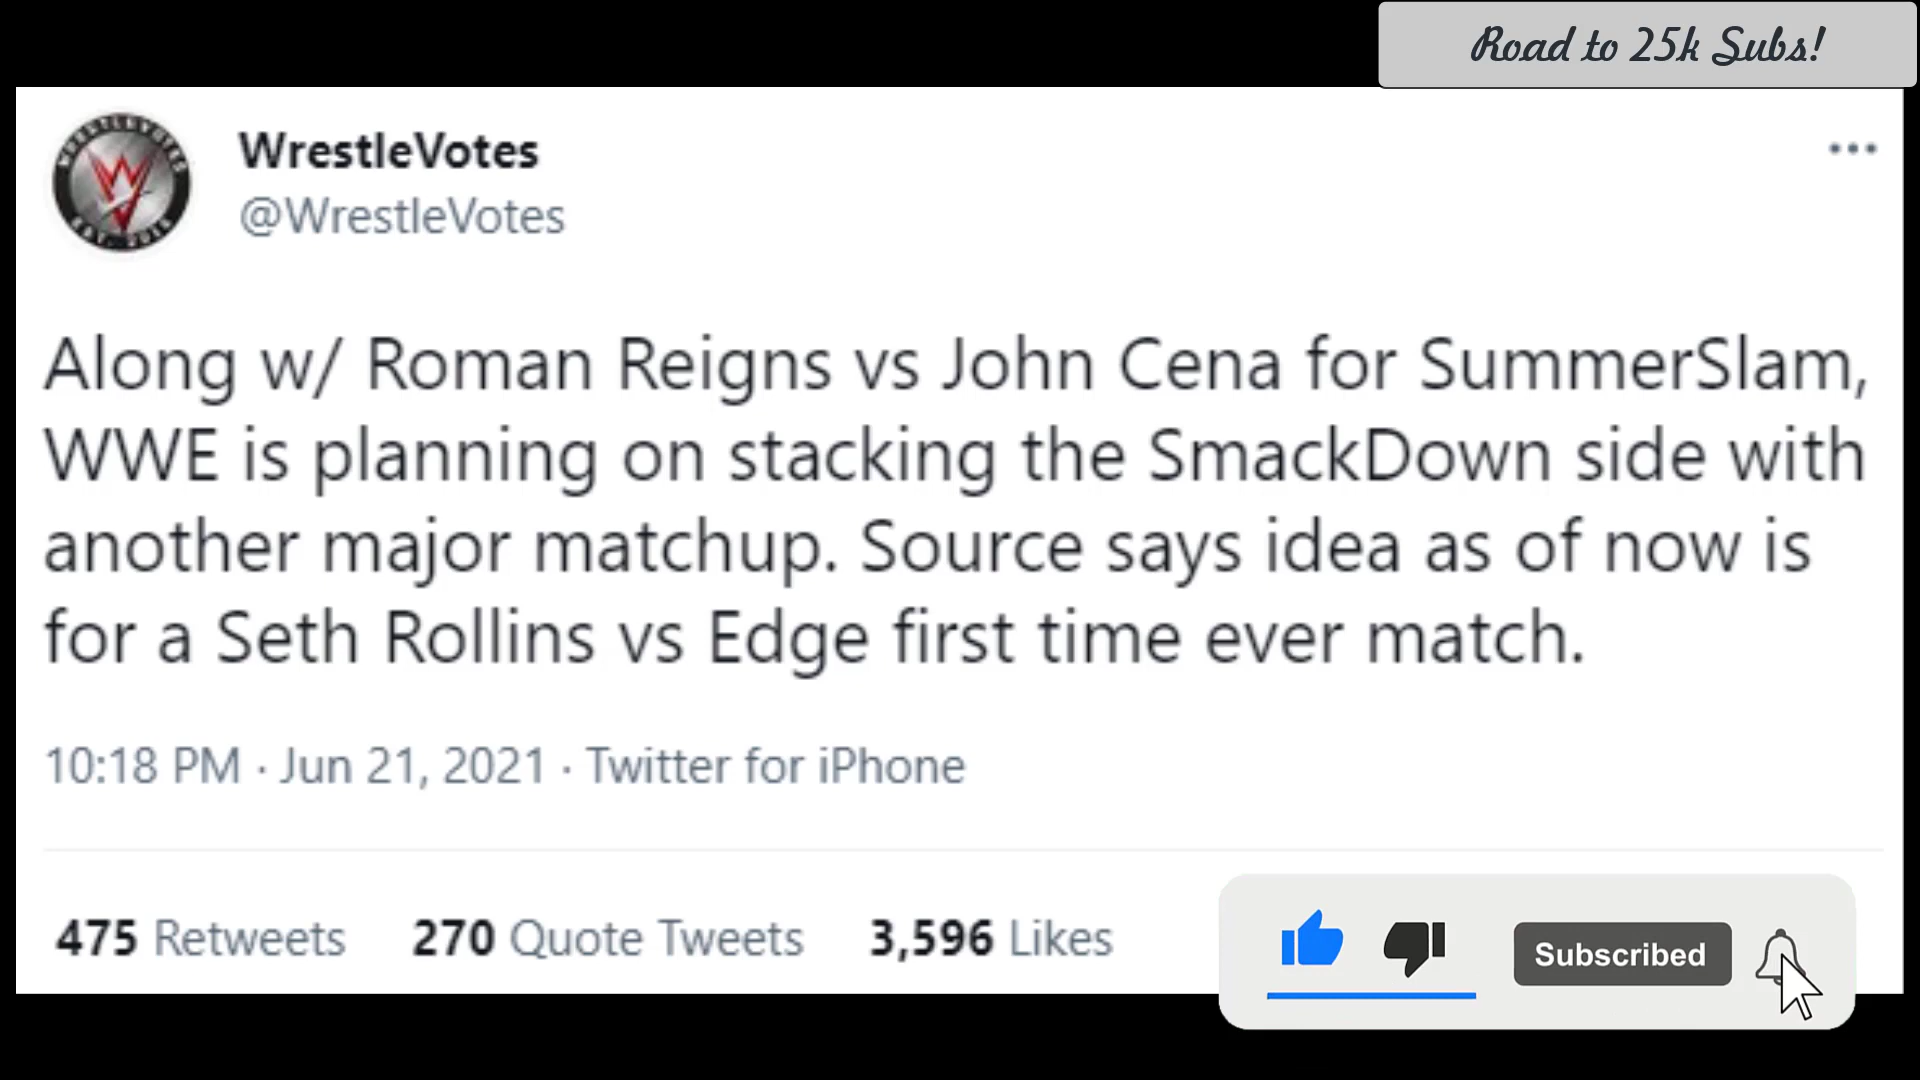 Road to 25k Subs!
WRESTLEVOTES
WrestleVotes
@WrestleVotes
Along w/ Roman Reigns vs John Cena for SummerSlam,
WWE is planning on stacking the SmackDown side with
another major matchup. Source says idea as of now is
for a Seth Rollins vs Edge first time ever match.
10:18 PM · Jun 21, 2021 · Twitter for iPhone
475 Retweets 270 Quote Tweets 3,596 Likes
Subscribed